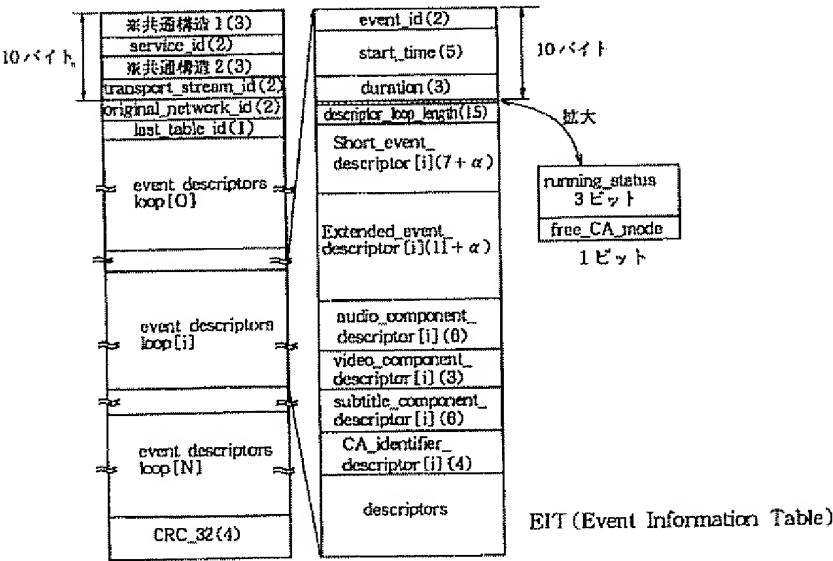 ※共通構造1(3)
service_id(2)
※共通構造2(3)
transport_stream_id(2)
original_network_id(2)
last_table_id(1)
10バイト
event descriptors
loop[0]
event descriptors
loop[i]
event descriptors
loop[N]
CRC_32(4)
event_id(2)
start_time(5)
duration(3)
10バイト
descriptor_loop_length(1.5)
Short_event_
descriptor[i](7+α)
Extended_event_
descriptor[i](11+α)
audio_component_
descriptor[i](6)
video_component_
descriptor[i](3)
subtitle_component_
descriptor[i](6)
CA_identifier_
descriptor[i](4)
descriptors
拡大
running_status
3ビット
free_CA_mode
1ビット
EIT(Event Information Table)